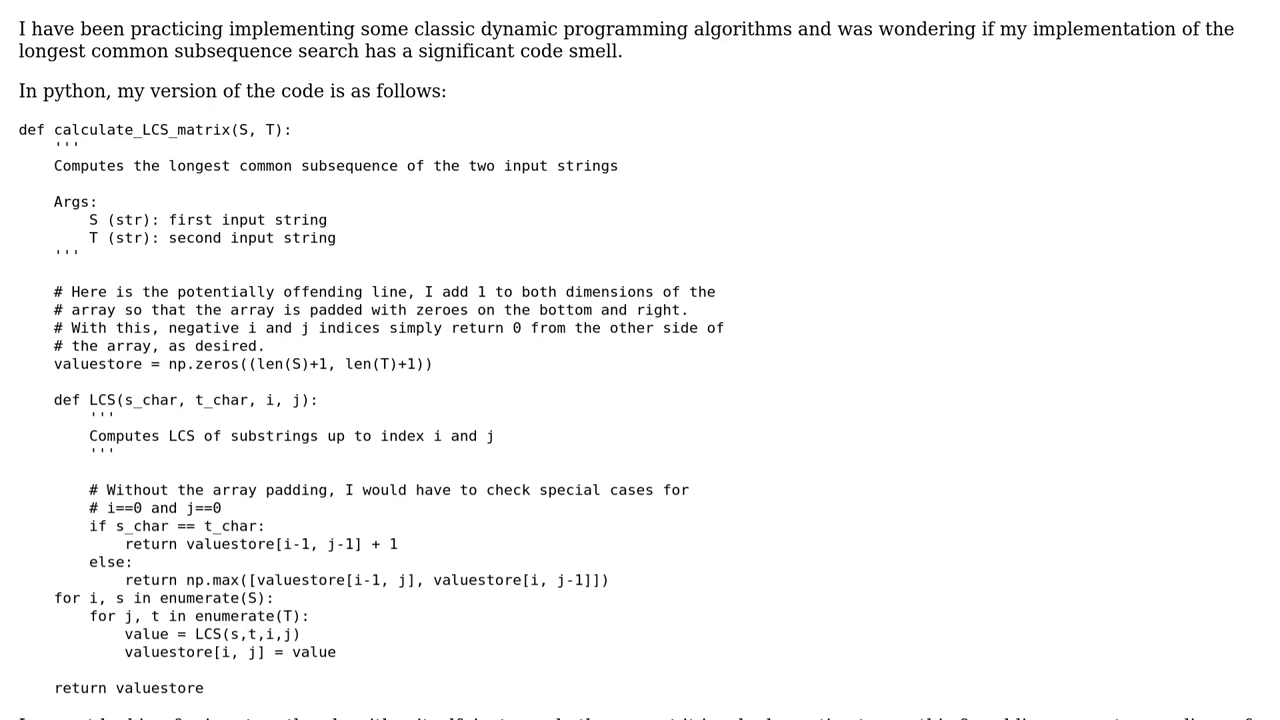 I have been practicing implementing some classic dynamic programming algorithms and was wondering if my implementation of the
longest common subsequence search has a significant code smell.
In python, my version of the code is as follows:
def calculate_LCS_matrix(S, T):
    '''
    Computes the longest common subsequence of the two input strings
    Args:
        S (str): first input string
        T (str): second input string
    '''
    # Here is the potentially offending line, I add 1 to both dimensions of the
    # array so that the array is padded with zeroes on the bottom and right.
    # With this, negative i and j indices simply return 0 from the other side of
    # the array, as desired.
    valuestore = np.zeros((len(S)+1, len(T)+1))
    def LCS(s_char, t_char, i, j):
        '''
        Computes LCS of substrings up to index i and j
        '''
        # Without the array padding, I would have to check special cases for
        # i==0 and j==0
        if s_char == t_char:
            return valuestore[i-1, j-1] + 1
        else:
            return np.max([valuestore[i-1, j], valuestore[i, j-1]])
    for i, s in enumerate(S):
        for j, t in enumerate(T):
            value = LCS(s,t,i,j)
            valuestore[i, j] = value
    return valuestore